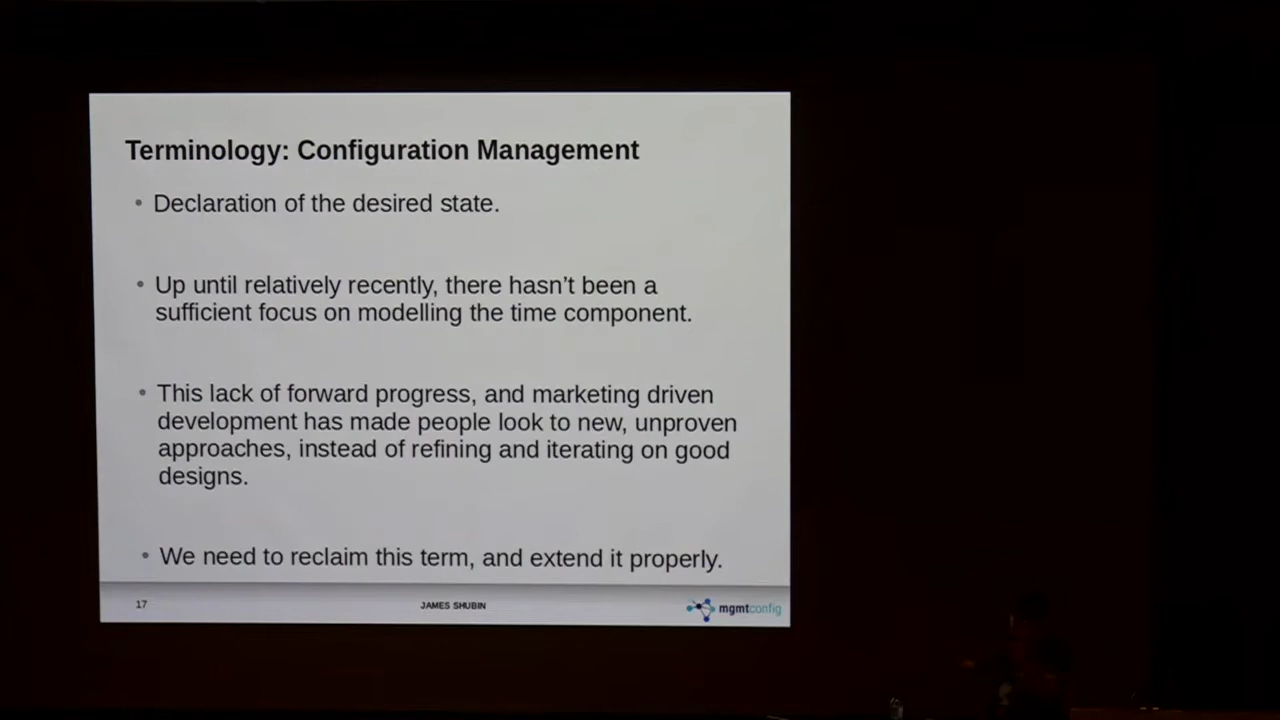 Terminology: Configuration Management
• Declaration of the desired state.
• Up until relatively recently, there hasn’t been a
sufficient focus on modelling the time component.
• This lack of forward progress, and marketing driven
development has made people look to new, unproven
approaches, instead of refining and iterating on good
designs.
• We need to reclaim this term, and extend it properly.
17
JAMES SHUBIN
mgmtconfig